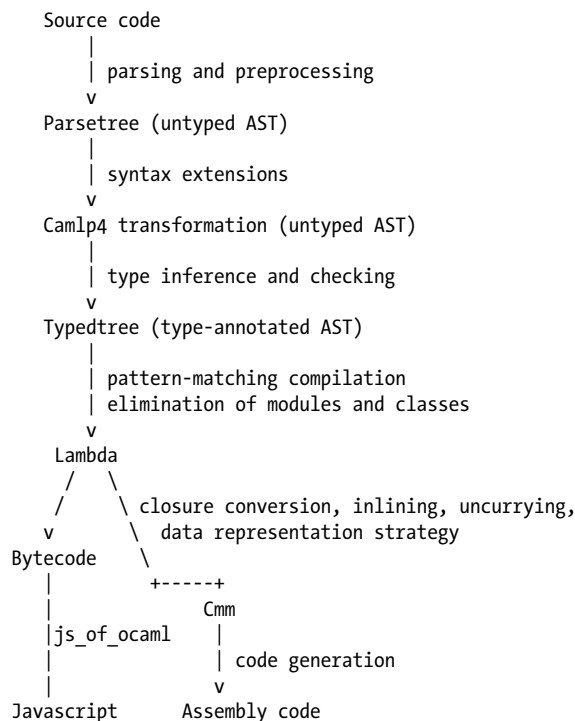 Source code
|
| parsing and preprocessing
v
Parsetree (untyped AST)
|
| syntax extensions
v
Camlp4 transformation (untyped AST)
|
| type inference and checking
v
Typedtree (type-annotated AST)
|
| pattern-matching compilation
| elimination of modules and classes
v
Lambda
/ \
/ \ closure conversion, inlining, uncurrying,
v \ data representation strategy
Bytecode \
| +-----+
| Cmm
|js_of_ocaml |
| | code generation
| v
Javascript Assembly code